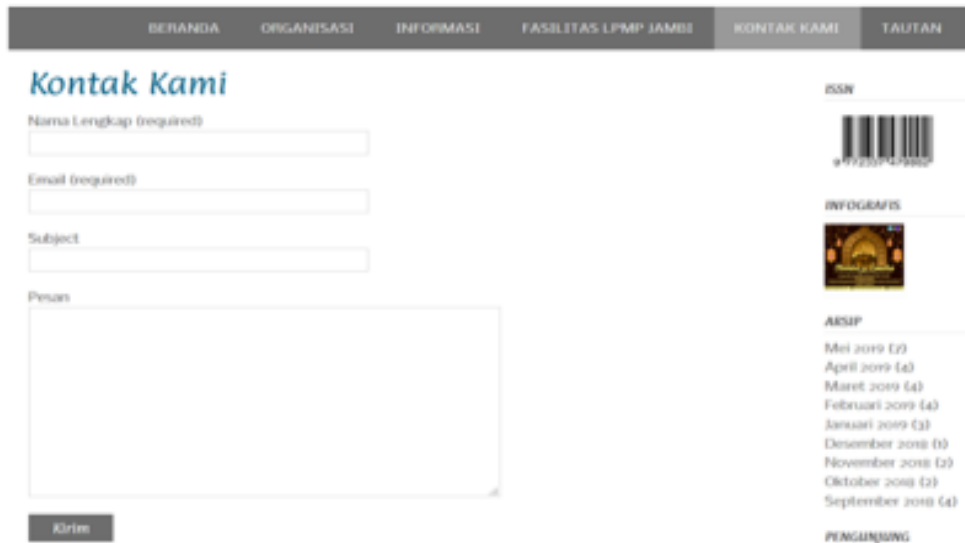 BERANDA ORGANISASI INFORMASI FASILITAS LPMP JAMBI KONTAK KAMI TAUTAN
Kontak Kami
Nama Lengkap (required)
Email (required)
Subject
Pesan
Kirim
ISSN
INFOGRAFIS
ARSIP
Mei 2019 (7)
April 2019 (4)
Maret 2019 (4)
Februari 2019 (4)
Januari 2019 (3)
Desember 2018 (1)
November 2018 (2)
Oktober 2018 (2)
September 2018 (4)
PENGUNJUNG